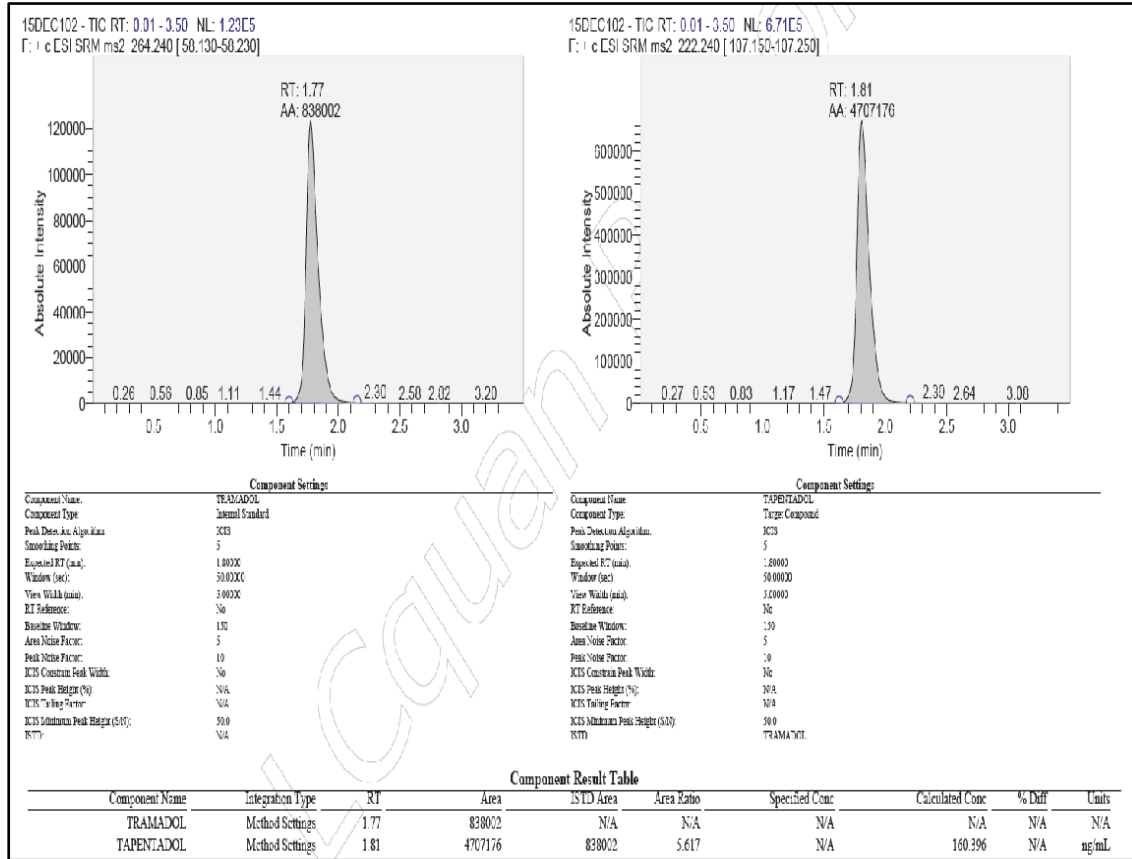 15DEC102 - TIC RT: 0.01 - 3.50 NL: 1.23E5
F: + c ESI SRM ms2 264.240 [58.130-58.230]
RT: 1.77
AA: 838002
120000
100000
80000
60000
40000
20000
0
Absolute Intensity
0.26 0.56 0.85 1.11 1.44 2.30 2.58 3.20
0.5 1.0 1.5 2.0 2.5 3.0
Time (min)
15DEC102 - TIC RT: 0.01 - 3.50 NL: 6.71E5
F: + c ESI SRM ms2 222.240 [107.150-107.250]
RT: 1.81
AA: 4707176
600000
500000
400000
300000
200000
100000
0
Absolute Intensity
0.27 0.53 0.83 1.17 1.47 2.39 2.64 3.08
0.5 1.0 1.5 2.0 2.5 3.0
Time (min)
Component Settings
Component Name: TRAMADOL
Component Type: Internal Standard
Peak Detection Algorithm: ICIS
Smoothing Points: 5
Expected RT (min): 1.80000
Window (sec): 50.00000
View Width (min): 5.00000
RT Reference: No
Baseline Window: 150
Area Noise Factor: 5
Peak Noise Factor: 10
ICIS Constrain Peak Width: No
ICIS Peak Height (%): N/A
ICIS Tailing Factor: N/A
ICIS Minimum Peak Height (S/N): 50.0
ISTD: N/A
Component Settings
Component Name: TAPENTADOL
Component Type: Target Compound
Peak Detection Algorithm: ICIS
Smoothing Points: 5
Expected RT (min): 1.80000
Window (sec): 50.00000
View Width (min): 5.00000
RT Reference: No
Baseline Window: 150
Area Noise Factor: 5
Peak Noise Factor: 10
ICIS Constrain Peak Width: No
ICIS Peak Height (%): N/A
ICIS Tailing Factor: N/A
ICIS Minimum Peak Height (S/N): 50.0
ISTD: TRAMADOL
Component Result Table
Component Name Integration Type RT Area ISTD Area Area Ratio Specified Conc Calculated Conc % Diff Units
TRAMADOL Method Settings 1.77 838002 N/A N/A N/A N/A N/A N/A
TAPENTADOL Method Settings 1.81 4707176 838002 5.617 N/A 160.396 N/A ng/mL
LCquan